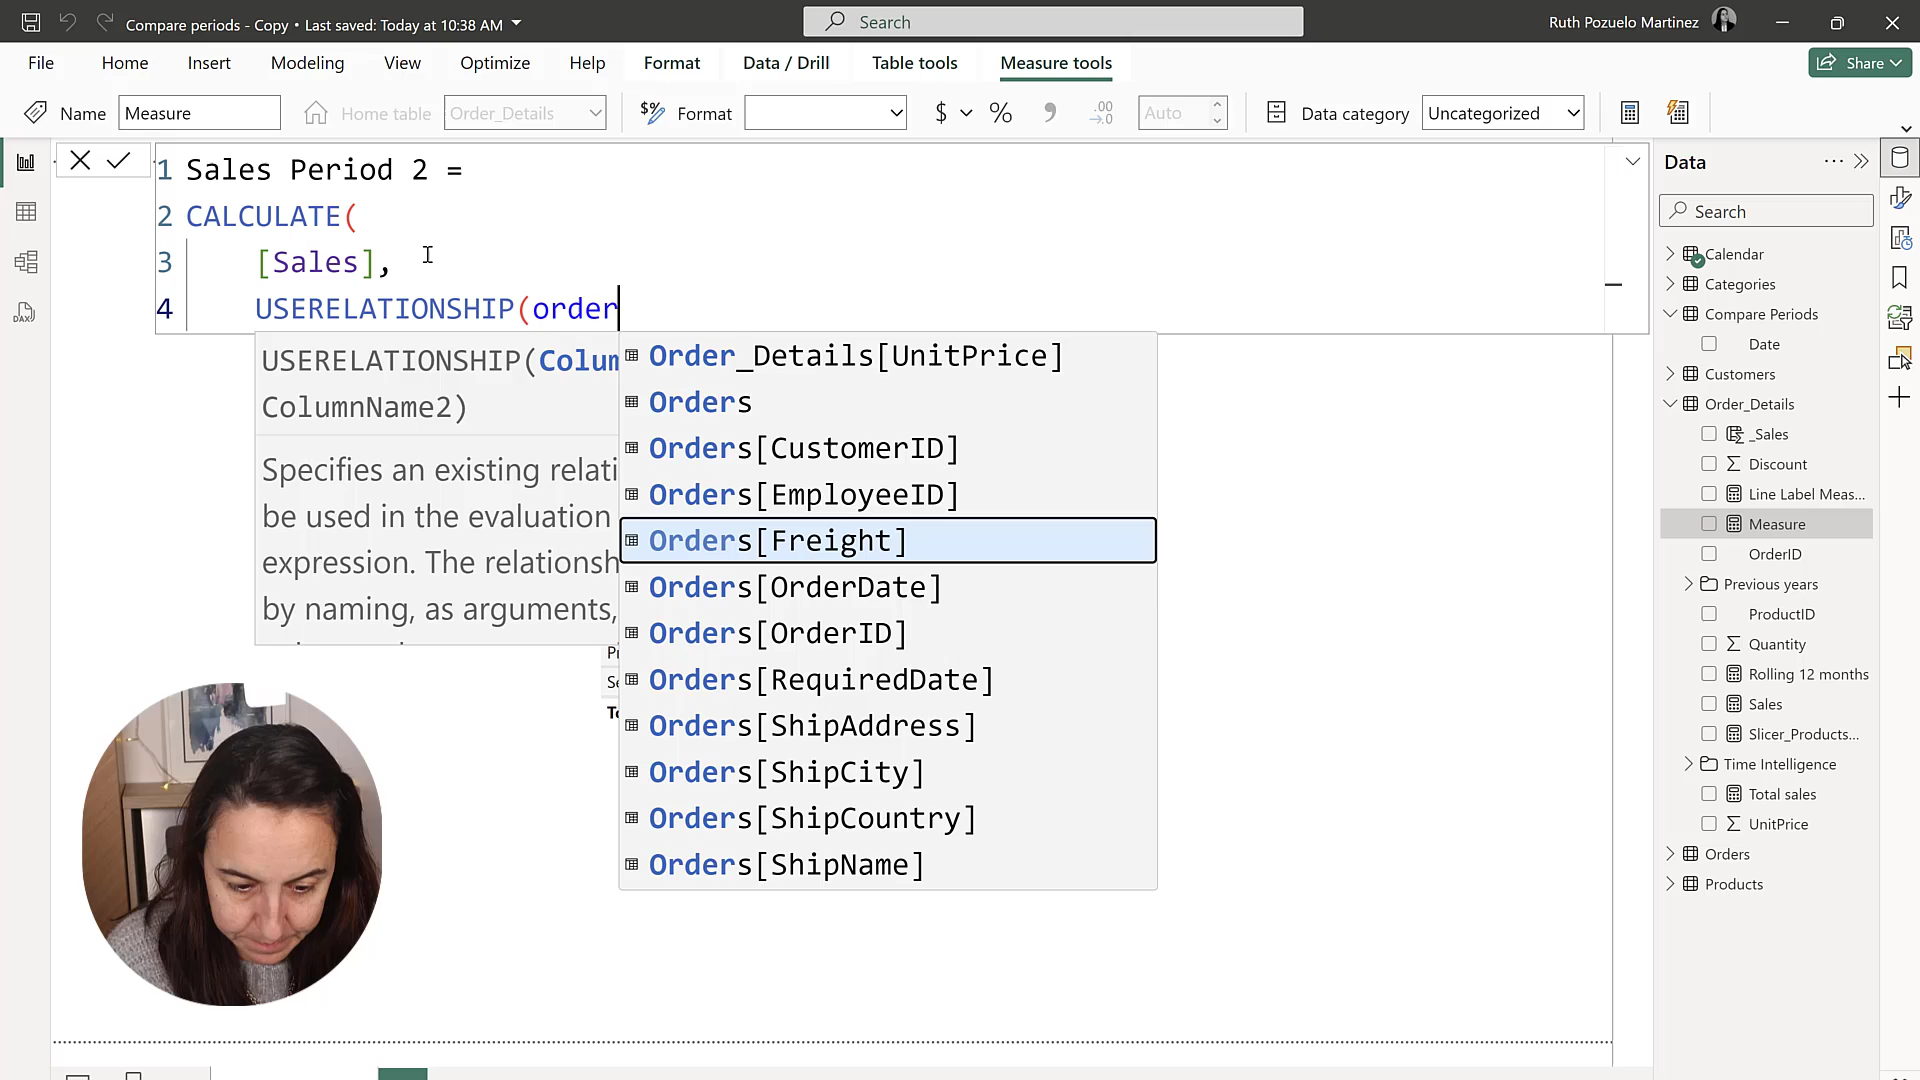 Compare periods - Copy • Last saved: Today at 10:38 AM
Search
Ruth Pozuelo Martinez
File Home Insert Modeling View Optimize Help Format Data / Drill Table tools Measure tools Share
Name Measure Home table Order_Details Format $ % Auto Data category Uncategorized
1 Sales Period 2 =
2 CALCULATE(
3 [Sales],
4 USERELATIONSHIP(order
USERELATIONSHIP(Colum
ColumnName2)
Specifies an existing relati
be used in the evaluation
expression. The relationsh
by naming, as arguments,
Order_Details[UnitPrice]
Orders
Orders[CustomerID]
Orders[EmployeeID]
Orders[Freight]
Orders[OrderDate]
Orders[OrderID]
Orders[RequiredDate]
Orders[ShipAddress]
Orders[ShipCity]
Orders[ShipCountry]
Orders[ShipName]
DAX
Data
Search
Calendar
Categories
Compare Periods
Date
Customers
Order_Details
_Sales
Discount
Line Label Meas...
Measure
OrderID
Previous years
ProductID
Quantity
Rolling 12 months
Sales
Slicer_Products...
Time Intelligence
Total sales
UnitPrice
Orders
Products